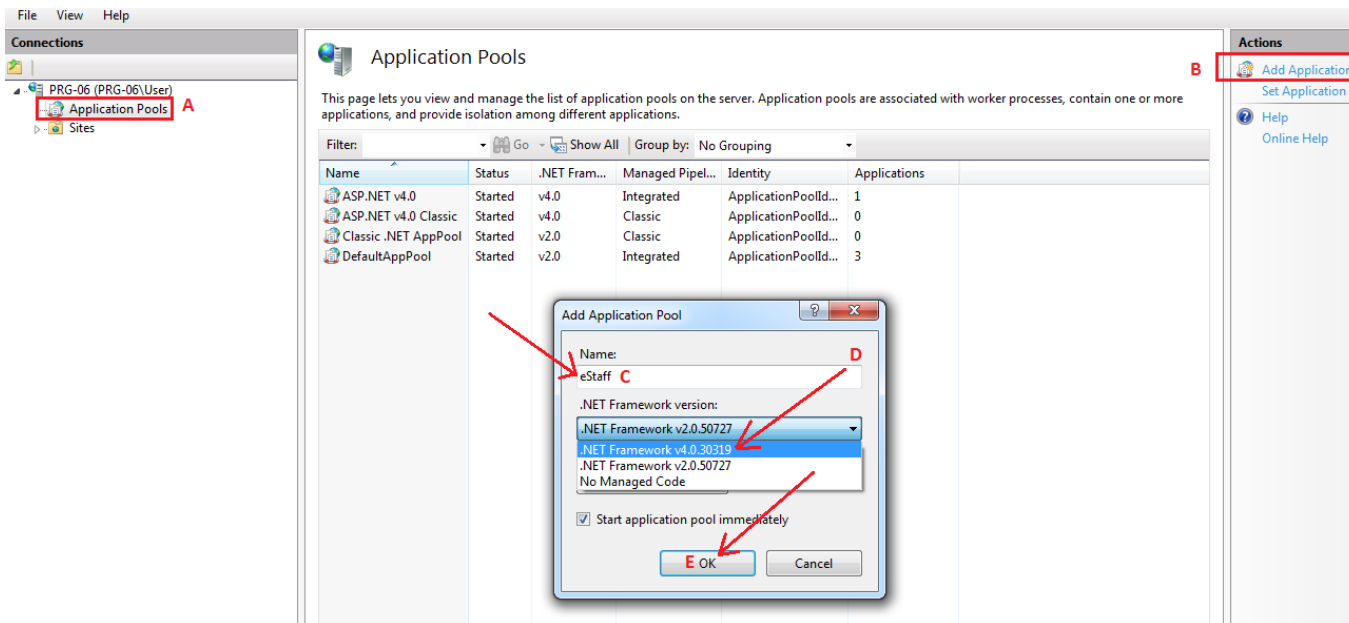 File View Help
Connections
PRG-06 (PRG-06\User)
Application Pools A
Sites
Application Pools
This page lets you view and manage the list of application pools on the server. Application pools are associated with worker processes, contain one or more
applications, and provide isolation among different applications.
Filter: Go Show All Group by: No Grouping
Name Status .NET Fram... Managed Pipel... Identity Applications
ASP.NET v4.0 Started v4.0 Integrated ApplicationPoolId... 1
ASP.NET v4.0 Classic Started v4.0 Classic ApplicationPoolId... 0
Classic .NET AppPool Started v2.0 Classic ApplicationPoolId... 0
DefaultAppPool Started v2.0 Integrated ApplicationPoolId... 3
Add Application Pool
Name: D
eStaff C
.NET Framework version:
.NET Framework v2.0.50727
.NET Framework v4.0.30319
.NET Framework v2.0.50727
No Managed Code
Start application pool immediately
E OK Cancel
Actions
B Add Application
Set Application
Help
Online Help